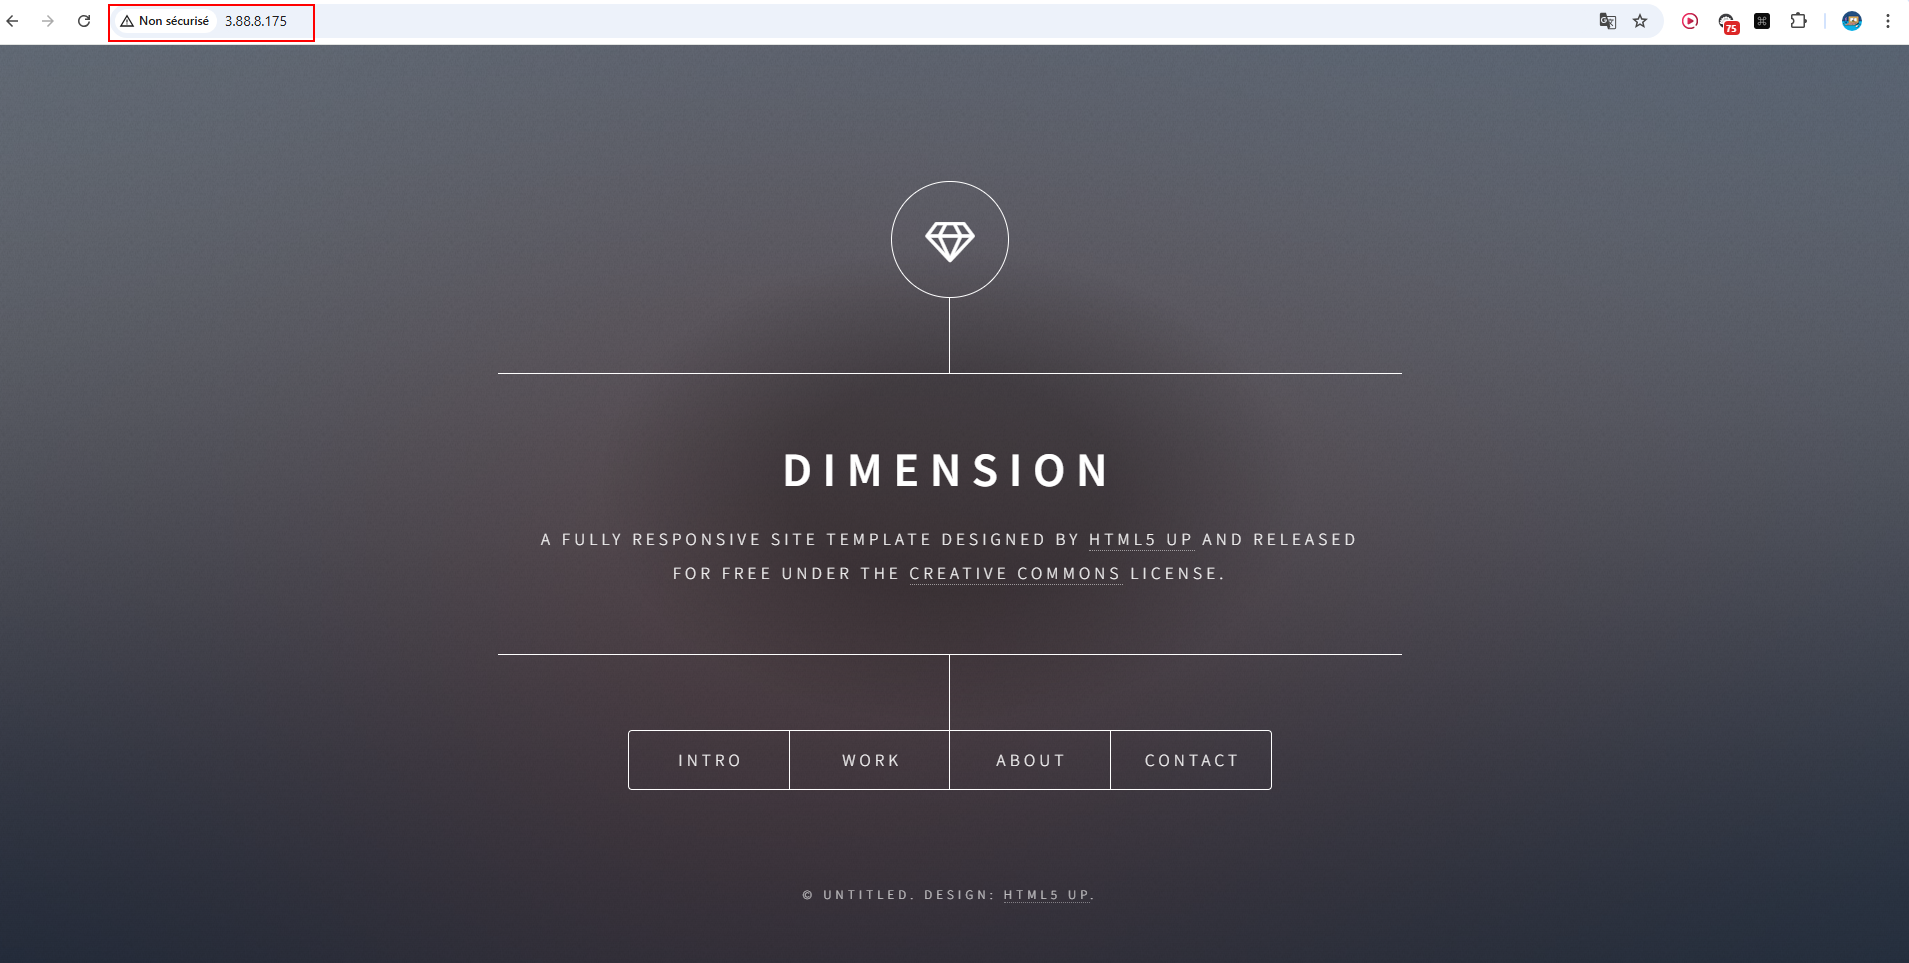 Non sécurisé 3.88.8.175
75
DIMENSION
A FULLY RESPONSIVE SITE TEMPLATE DESIGNED BY HTML5 UP AND RELEASED
FOR FREE UNDER THE CREATIVE COMMONS LICENSE.
INTRO WORK ABOUT CONTACT
© UNTITLED. DESIGN: HTML5 UP.